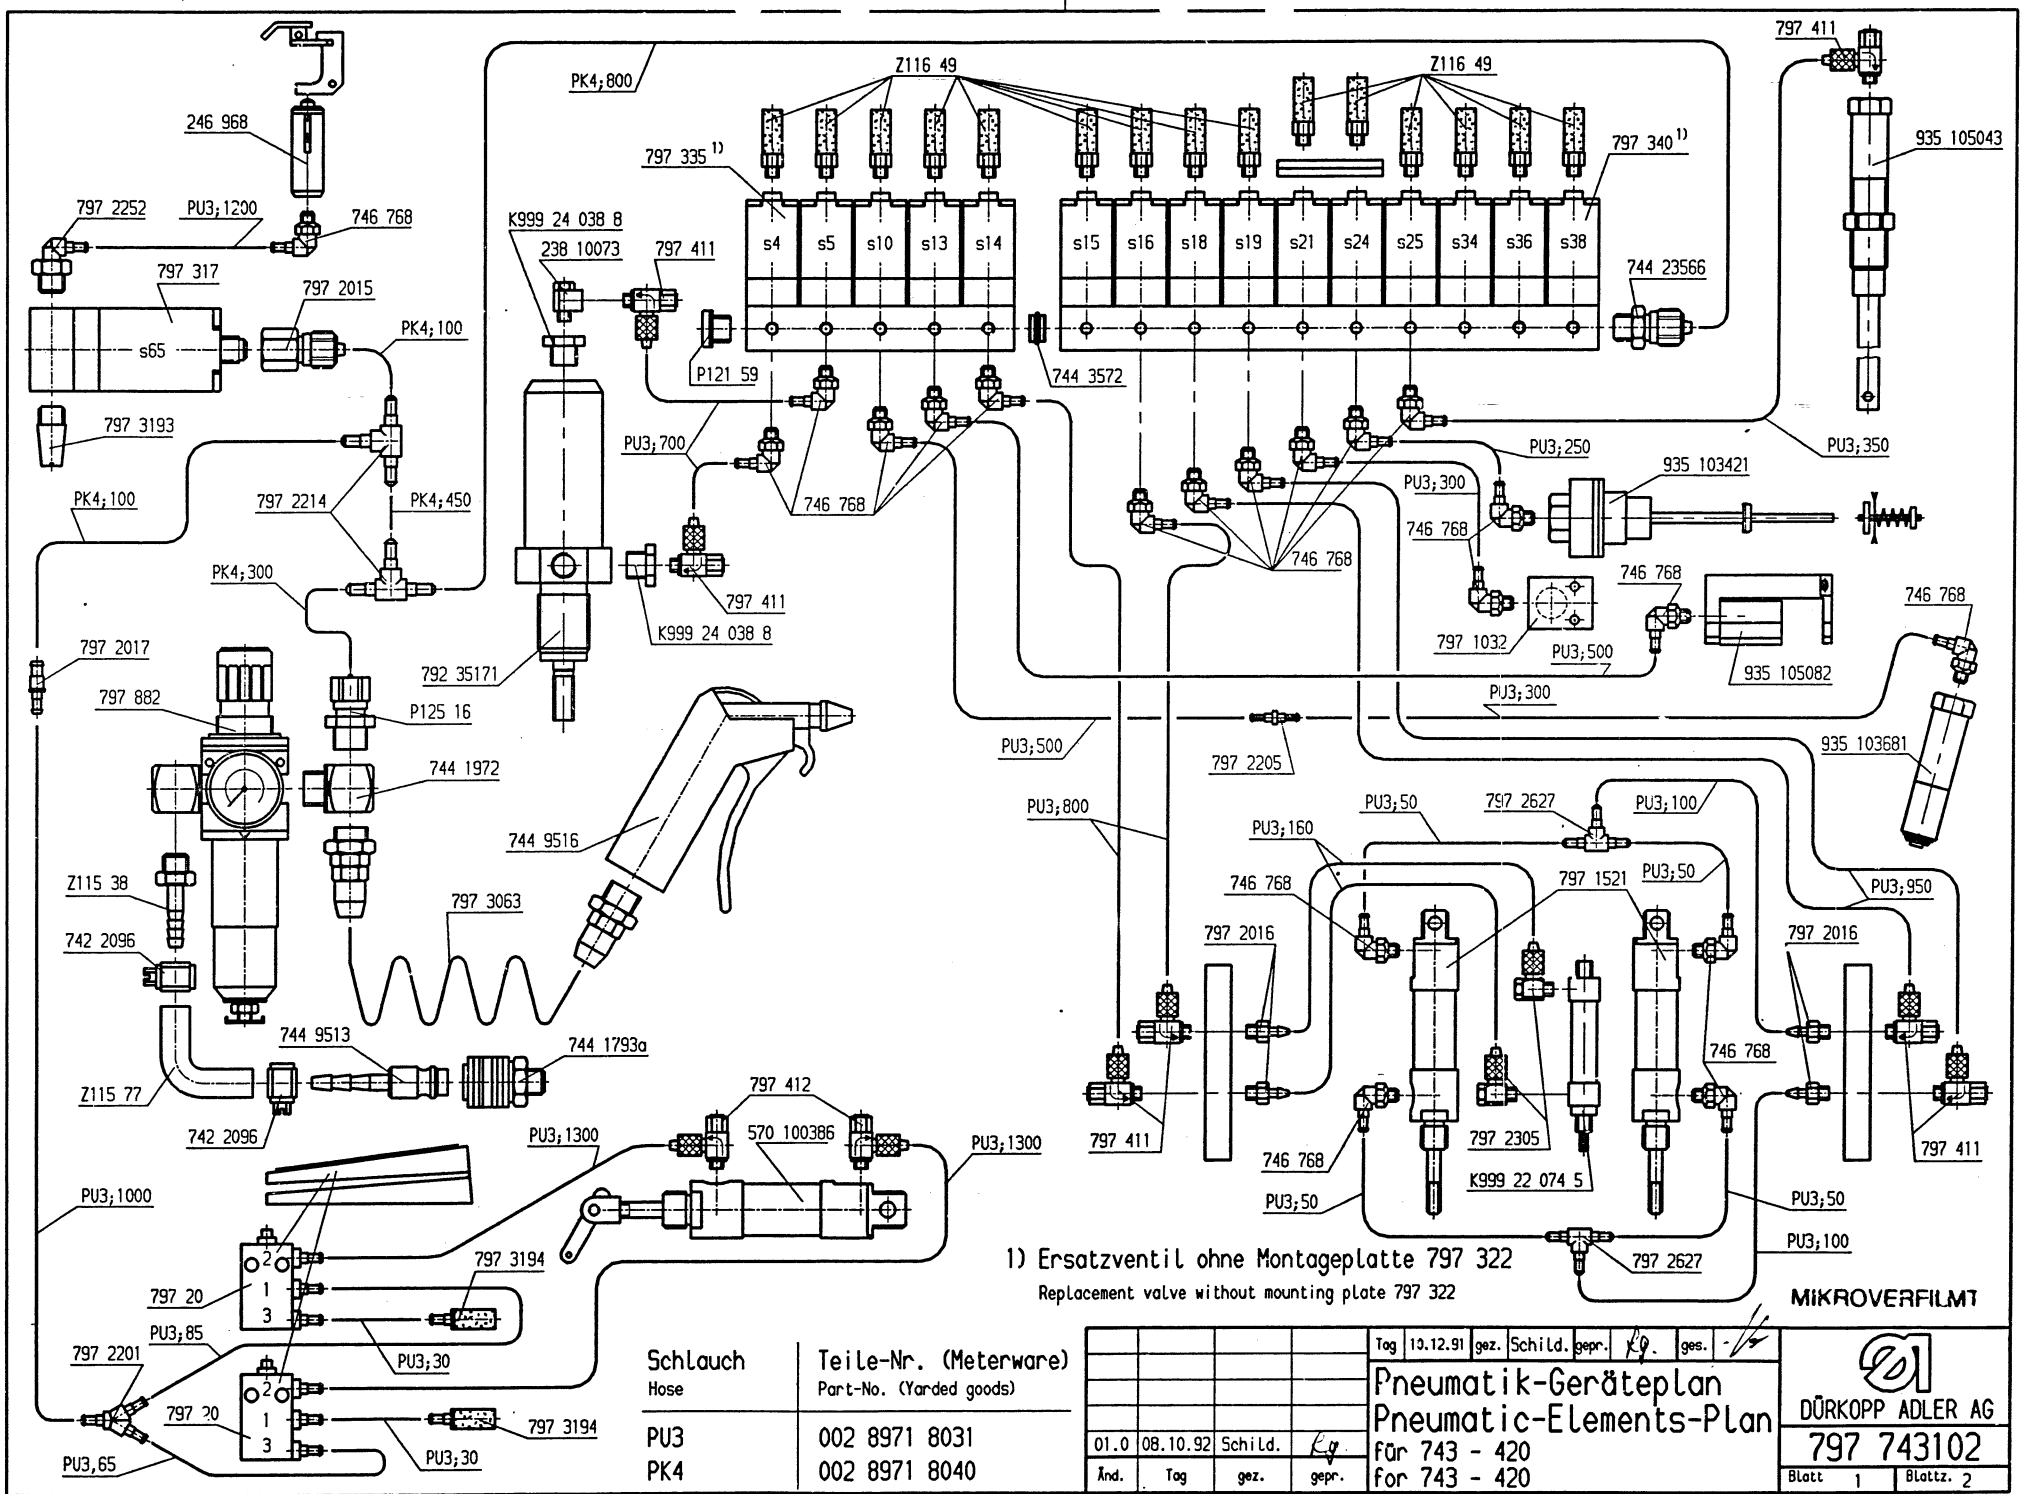 PK4;800
Z116 49
Z116 49
797 411
246 968
797 335 1)
797 340 1)
935 105043
797 2252
PU3;1200
746 768
K999 24 038 8
238 10073
797 411
s4
s5
s10
s13
s14
s15
s16
s18
s19
s21
s24
s25
s34
s36
s38
744 23566
797 317
797 2015
s65
PK4;100
P121 59
744 3572
797 3193
PU3;700
PU3;250
PU3;350
935 103421
PK4;100
797 2214
PK4;450
746 768
PU3;300
746 768
746 768
PK4;300
797 411
746 768
746 768
K999 24 038 8
797 1032
PU3;500
797 2017
792 35171
935 105082
797 882
P125 16
PU3;300
PU3;500
797 2205
935 103681
744 1972
PU3;800
PU3;50
797 2627
PU3;100
PU3;160
744 9516
Z115 38
746 768
797 1521
PU3;50
PU3;950
797 3063
742 2096
797 2016
797 2016
744 9513
744 1793a
746 768
Z115 77
797 412
742 2096
PU3;1300
570 100386
PU3;1300
797 411
797 2305
797 411
746 768
K999 22 074 5
PU3;1000
PU3;50
PU3;50
PU3;100
2
1
3
797 3194
797 2627
797 20
1) Ersatzventil ohne Montageplatte 797 322
Replacement valve without mounting plate 797 322
MIKROVERFILMT
PU3;85
797 2201
PU3;30
2
1
3
797 20
797 3194
PU3,65
PU3;30
Schlauch
Teile-Nr. (Meterware)
Hose
Part-No. (Yarded goods)
PU3
002 8971 8031
PK4
002 8971 8040
Tag
10.12.91
gez.
Schild.
gepr.
Kg.
ges.
Pneumatik-Geräteplan
Pneumatic-Elements-Plan
für 743 - 420
for 743 - 420
01.0
08.10.92
Schild.
Kg.
Änd.
Tag
gez.
gepr.
DÜRKOPP ADLER AG
797 743102
Blatt 1
Blattz. 2